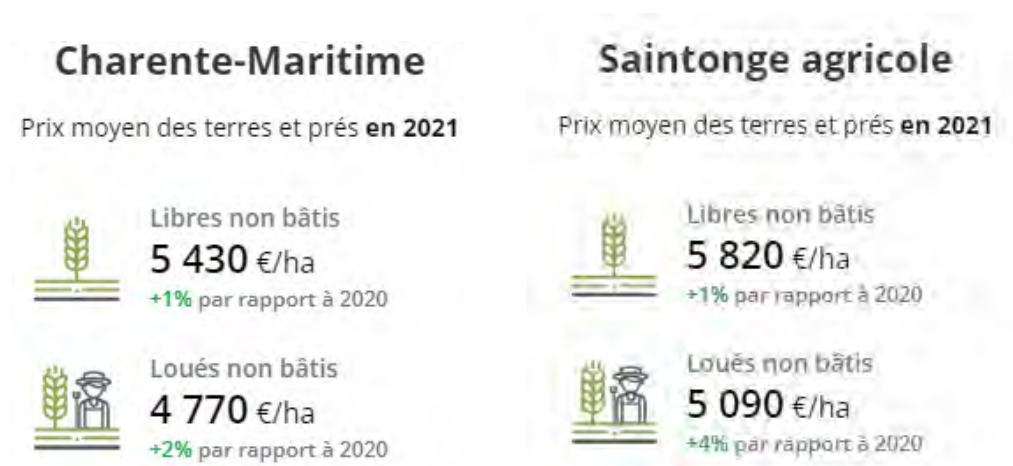 Charente-Maritime
Prix moyen des terres et prés en 2021
Libres non bâtis
5 430 €/ha
+1% par rapport à 2020
Loués non bâtis
4 770 €/ha
+2% par rapport à 2020
Saintonge agricole
Prix moyen des terres et prés en 2021
Libres non bâtis
5 820 €/ha
+1% par rapport à 2020
Loués non bâtis
5 090 €/ha
+4% par rapport à 2020